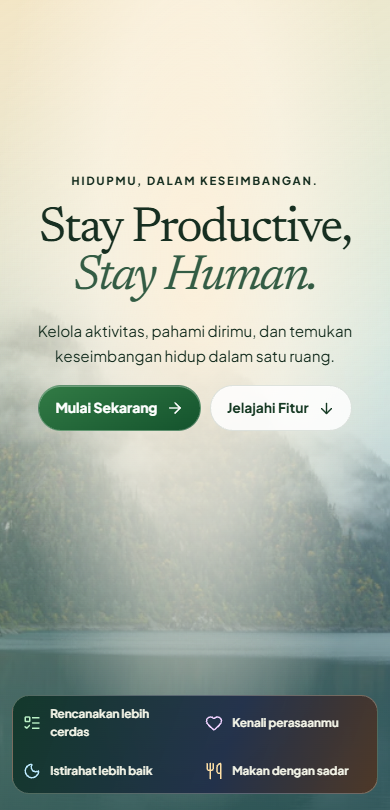 HIDUPMU, DALAM KESEIMBANGAN.
Stay Productive,
Stay Human.
Kelola aktivitas, pahami dirimu, dan temukan
keseimbangan hidup dalam satu ruang.
Mulai Sekarang
Jelajahi Fitur
Rencanakan lebih
cerdas
Kenali perasaanmu
Istirahat lebih baik
Makan dengan sadar